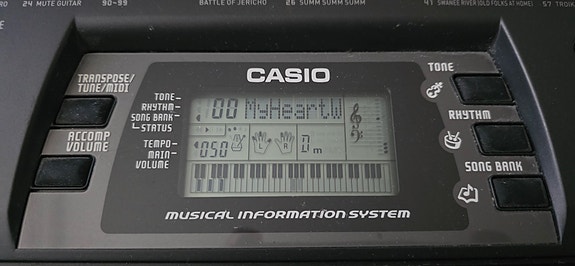 24 MUTE GUITAR 90-99 BATTLE OF JERICHO 26 SUMM SUMM SUMM 41 SWANEE RIVER (OLD FOLKS AT HOME) 57 TROIK
CASIO
TRANSPOSE/
TUNE/MIDI
ACCOMP
VOLUME
TONE
RHYTHM
SONG BANK
STATUS
TEMPO
MAIN
VOLUME
00 MyHeart.W
050 L R D m
MUSICAL INFORMATION SYSTEM
TONE
RHYTHM
SONG BANK